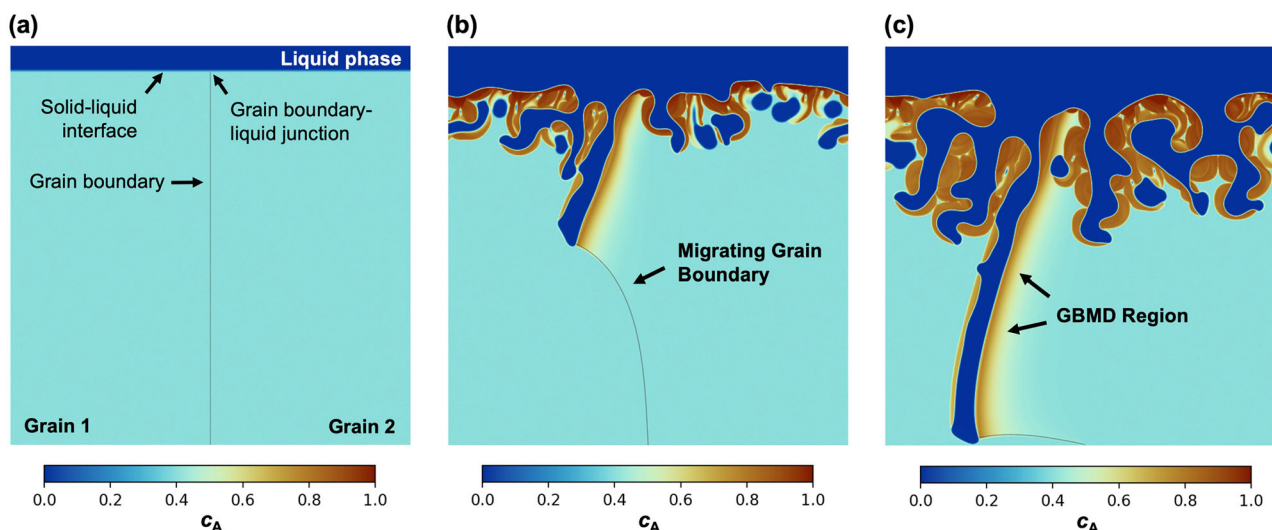 (a)
Liquid phase
Solid-liquid
interface
Grain boundary-
liquid junction
Grain boundary
Grain 1
Grain 2
0.0 0.2 0.4 0.6 0.8 1.0
cA
(b)
Migrating Grain
Boundary
0.0 0.2 0.4 0.6 0.8 1.0
cA
(c)
GBMD Region
0.0 0.2 0.4 0.6 0.8 1.0
cA